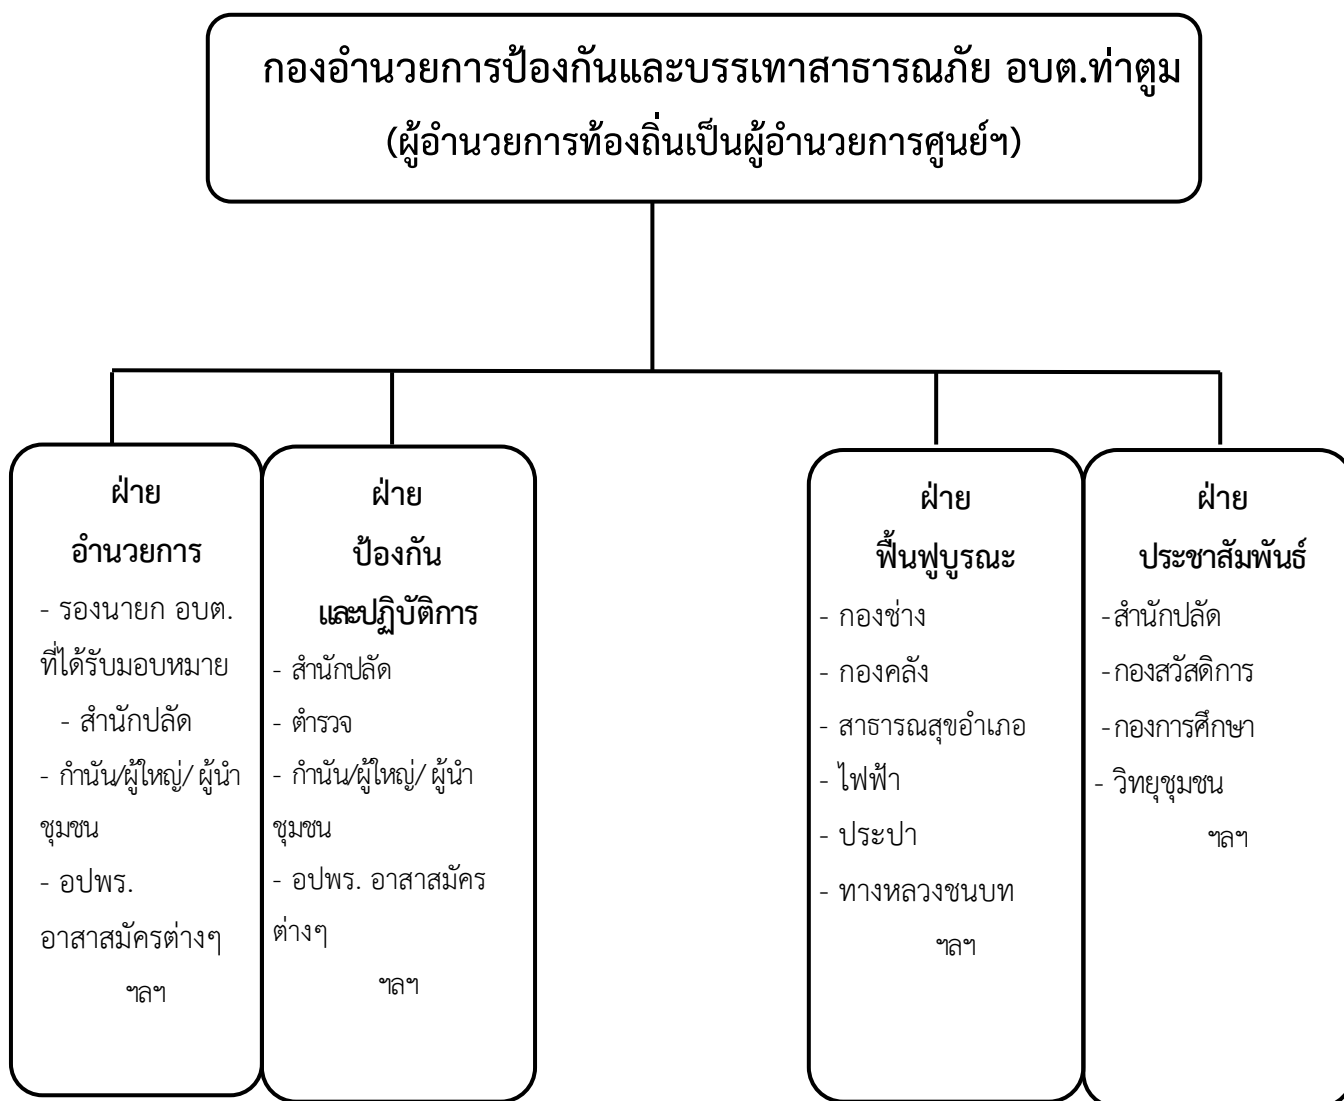 กองอำนวยการป้องกันและบรรเทาสาธารณภัย อบต.ท่าตูม
(ผู้อำนวยการท้องถิ่นเป็นผู้อำนวยการศูนย์ฯ)
ฝ่าย
อำนวยการ
- รองนายก อบต.
ที่ได้รับมอบหมาย
- สำนักปลัด
- กำนัน/ผู้ใหญ่/ ผู้นำ
ชุมชน
- อปพร.
อาสาสมัครต่างๆ
ฯลฯ
ฝ่าย
ป้องกัน
และปฏิบัติการ
- สำนักปลัด
- ตำรวจ
- กำนัน/ผู้ใหญ่/ ผู้นำ
ชุมชน
- อปพร. อาสาสมัคร
ต่างๆ
ฯลฯ
ฝ่าย
ฟื้นฟูบูรณะ
- กองช่าง
- กองคลัง
- สาธารณสุขอำเภอ
- ไฟฟ้า
- ประปา
- ทางหลวงชนบท
ฯลฯ
ฝ่าย
ประชาสัมพันธ์
-สำนักปลัด
-กองสวัสดิการ
-กองการศึกษา
- วิทยุชุมชน
ฯลฯ